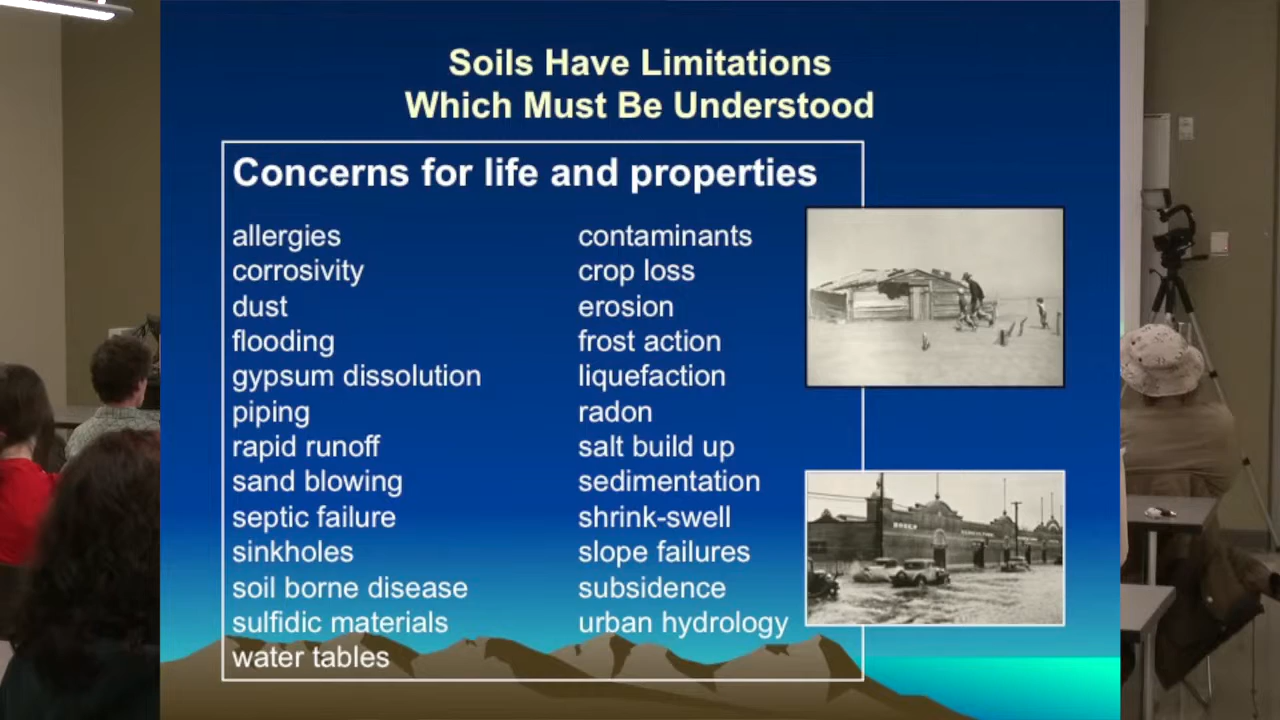 Soils Have Limitations
Which Must Be Understood
Concerns for life and properties
allergies
corrosivity
dust
flooding
gypsum dissolution
piping
rapid runoff
sand blowing
septic failure
sinkholes
soil borne disease
sulfidic materials
water tables
contaminants
crop loss
erosion
frost action
liquefaction
radon
salt build up
sedimentation
shrink-swell
slope failures
subsidence
urban hydrology